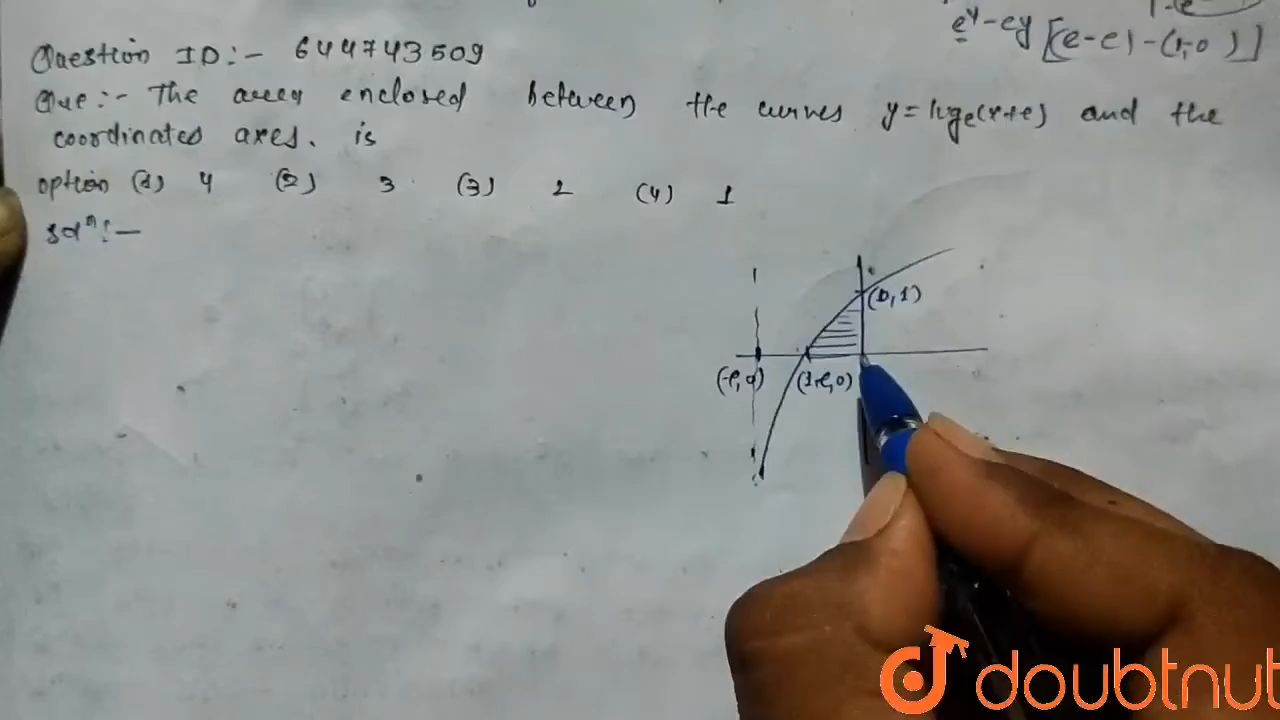 e^y-ey [(e-e)-(1,0)]
Question ID:- 644743509
Que:- The area enclosed between the curves y=loge(x+e) and the
coordinates axes. is
option (1) 4 (2) 3 (3) 2 (4) 1
sol^n:-
(0,1)
(-e,0) (1-e,0)
doubtnut